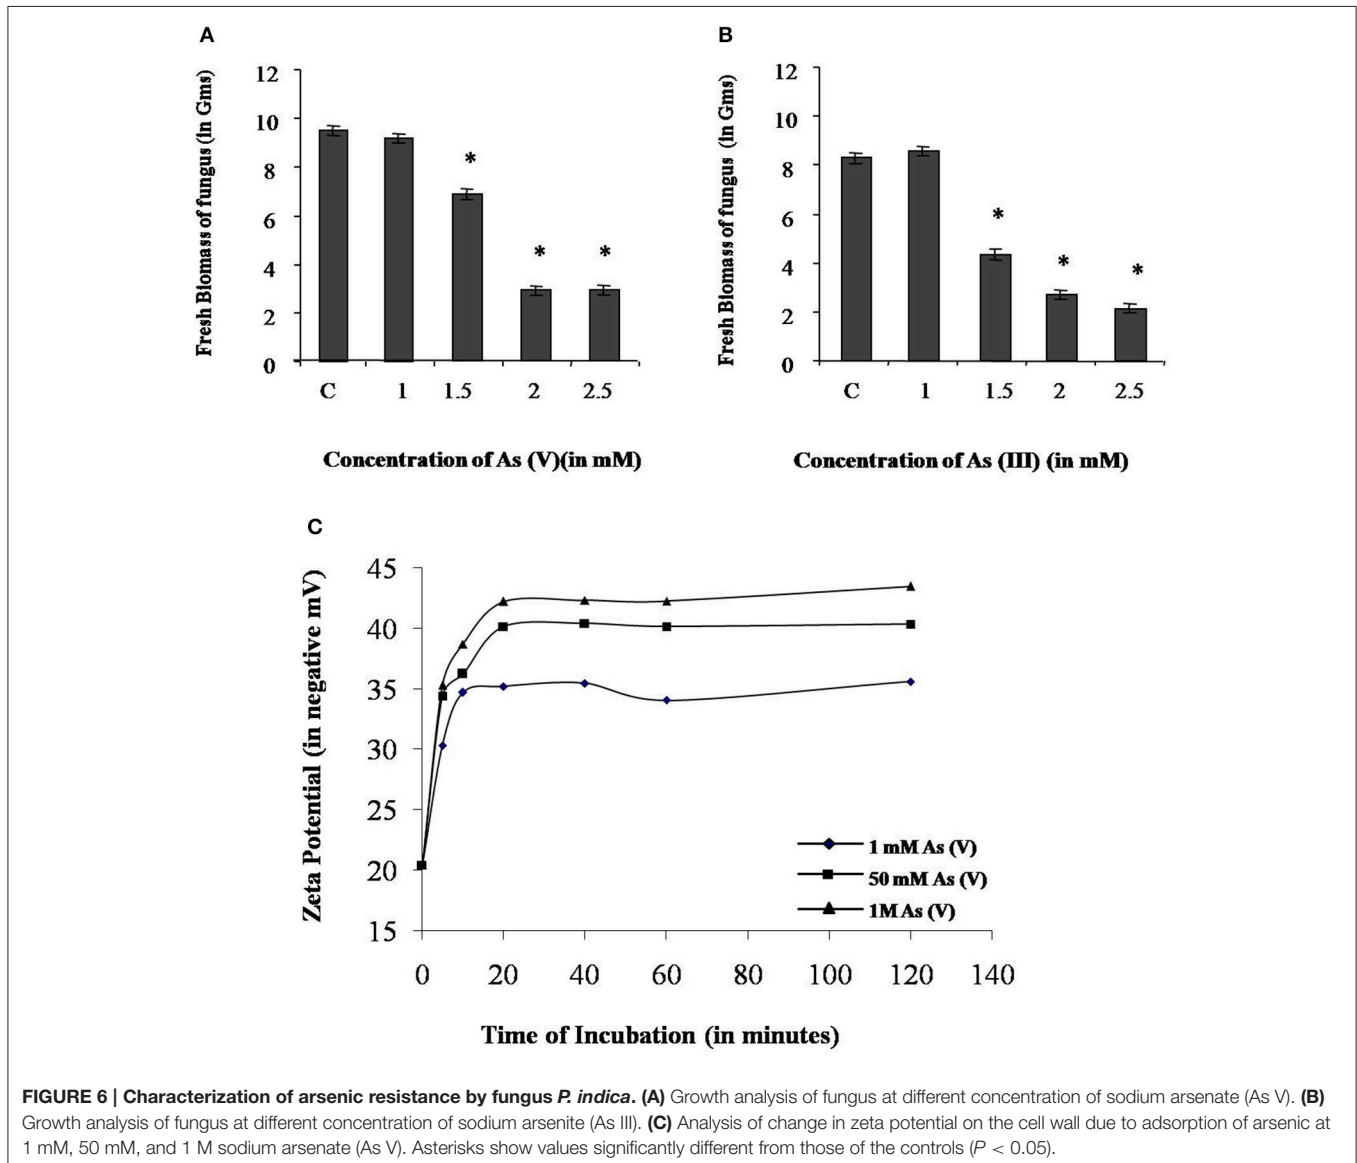 A
Fresh Biomass of fungus (in Gms)
12
10
8
6
4
2
0
C 1 1.5 2 2.5
* * *
Concentration of As (V)(in mM)
B
Fresh Biomass of fungus (in Gms)
12
10
8
6
4
2
0
C 1 1.5 2 2.5
* * *
Concentration of As (III) (in mM)
C
Zeta Potential (in negative mV)
45
40
35
30
25
20
15
0 20 40 60 80 100 120 140
1 mM As (V)
50 mM As (V)
1M As (V)
Time of Incubation (in minutes)
FIGURE 6 | Characterization of arsenic resistance by fungus P. indica. (A) Growth analysis of fungus at different concentration of sodium arsenate (As V). (B)
Growth analysis of fungus at different concentration of sodium arsenite (As III). (C) Analysis of change in zeta potential on the cell wall due to adsorption of arsenic at
1 mM, 50 mM, and 1 M sodium arsenate (As V). Asterisks show values significantly different from those of the controls (P < 0.05).